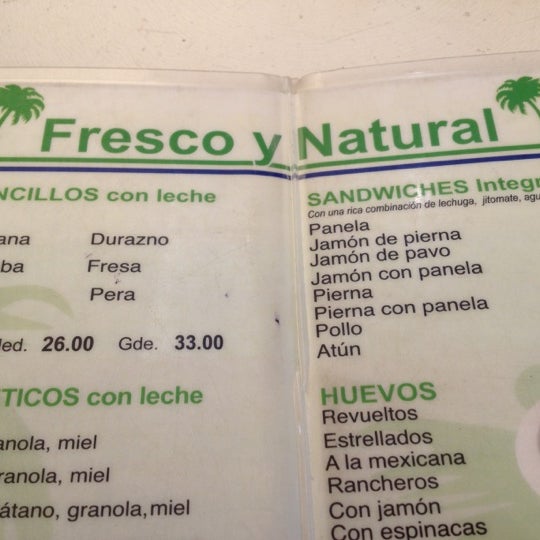 Fresco y Natural
NCILLOS con leche
ana Durazno
ba Fresa
Pera
ed. 26.00 Gde. 33.00
TICOS con leche
anola, miel
ranola, miel
átano, granola, miel
SANDWICHES Integr
Con una rica combinación de lechuga, jitomate, agu
Panela
Jamón de pierna
Jamón de pavo
Jamón con panela
Pierna
Pierna con panela
Pollo
Atún
HUEVOS
Revueltos
Estrellados
A la mexicana
Rancheros
Con jamón
Con espinacas